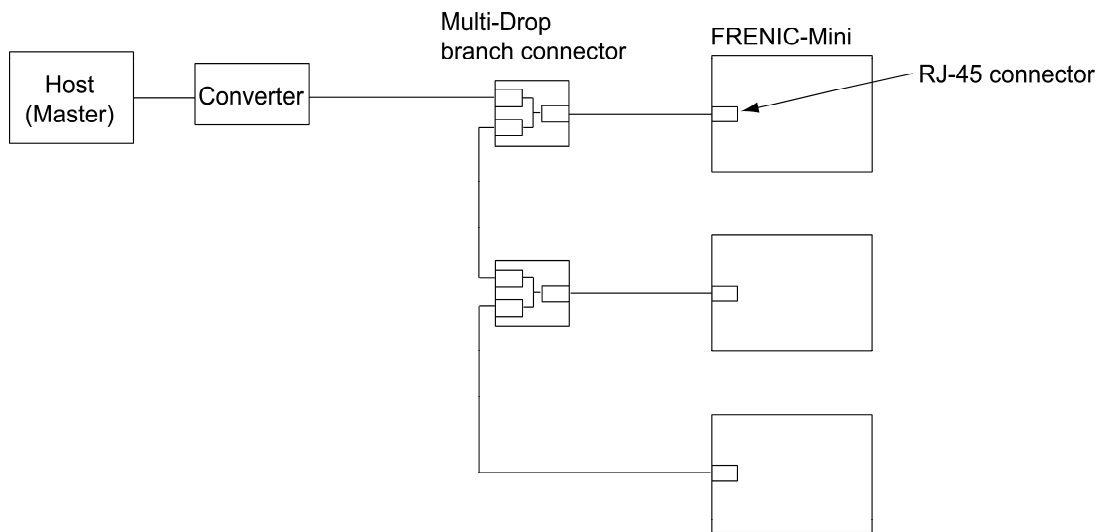 Multi-Drop
branch connector
FRENIC-Mini
RJ-45 connector
Host
(Master)
Converter